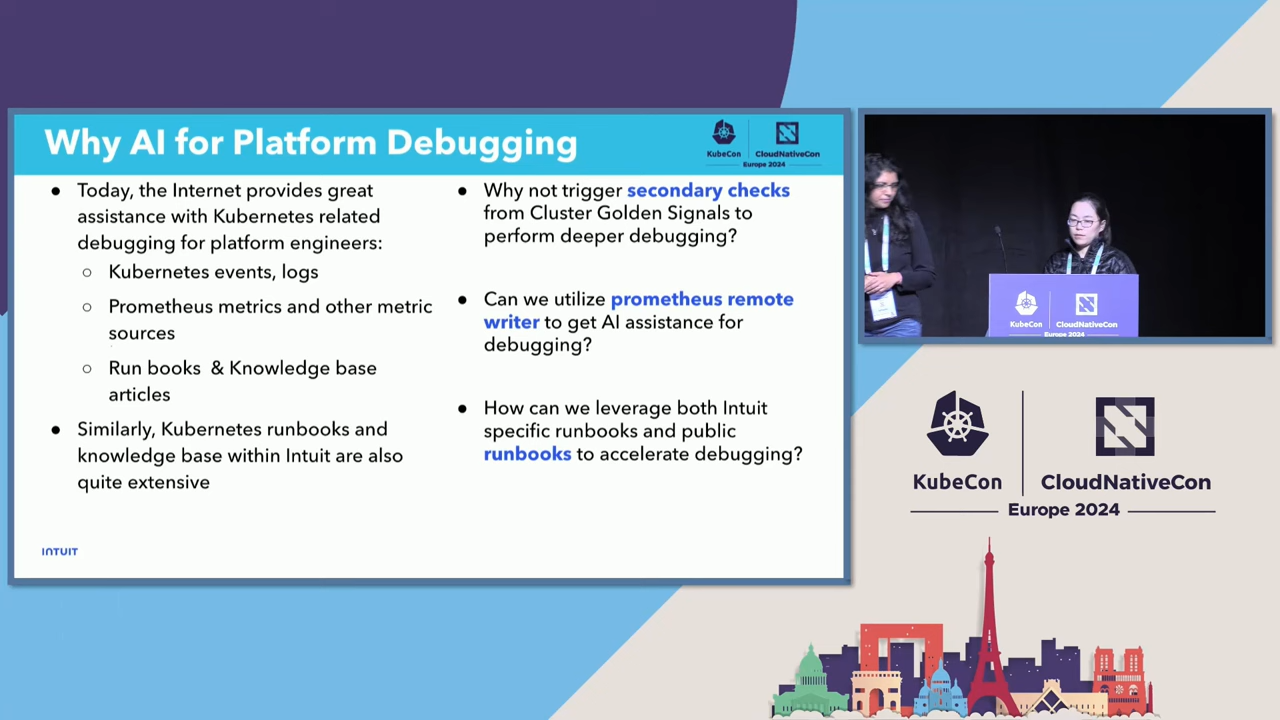 Why AI for Platform Debugging
KubeCon
CloudNativeCon
Europe 2024
● Today, the Internet provides great
assistance with Kubernetes related
debugging for platform engineers:
○ Kubernetes events, logs
○ Prometheus metrics and other metric
sources
○ Run books & Knowledge base
articles
● Similarly, Kubernetes runbooks and
knowledge base within Intuit are also
quite extensive
● Why not trigger secondary checks
from Cluster Golden Signals to
perform deeper debugging?
● Can we utilize prometheus remote
writer to get AI assistance for
debugging?
● How can we leverage both Intuit
specific runbooks and public
runbooks to accelerate debugging?
INTUIT
KubeCon
CloudNativeCon
Europe 2024
KubeCon
CloudNativeCon
Europe 2024